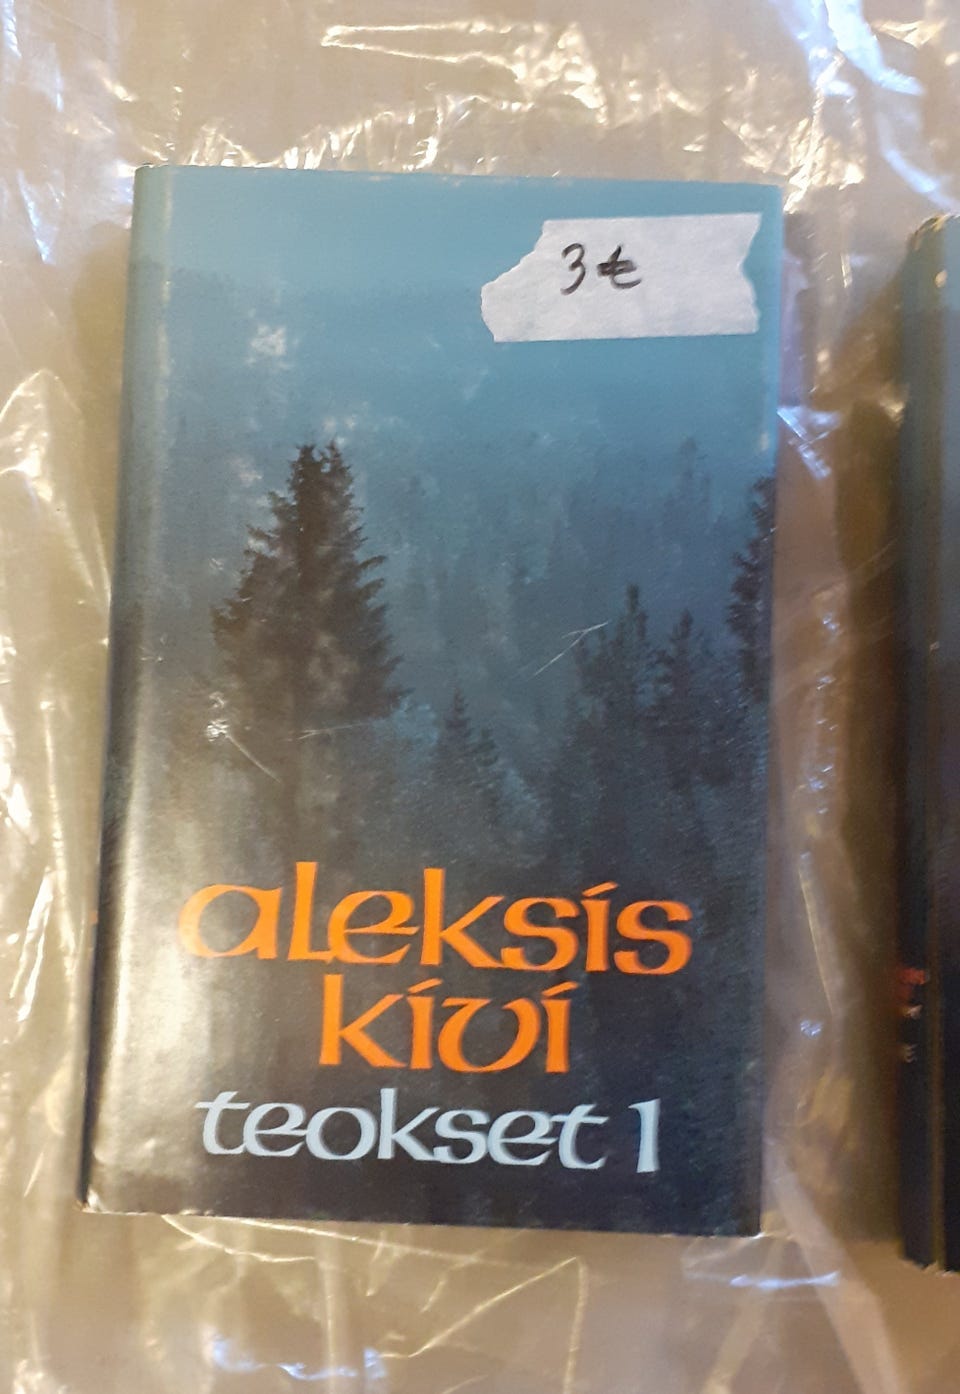 3 €
aleksis
kivi
teokset 1